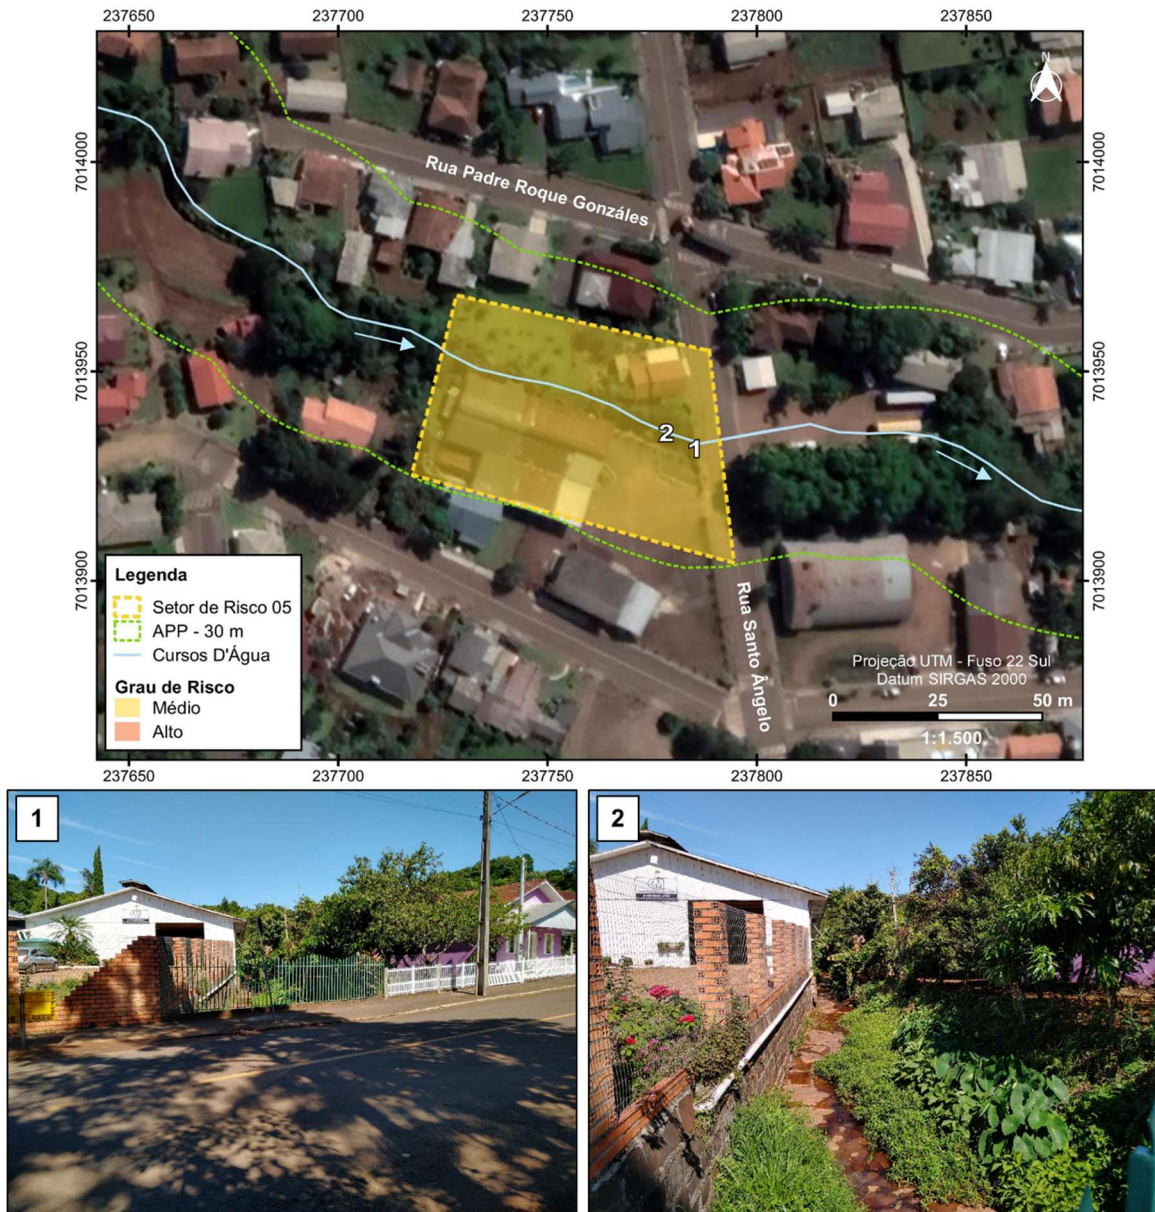 237650 237700 237750 237800 237850
N
7014000
7014000
Rua Padre Roque Gonzáles
7013950
7013950
2
1
7013900
7013900
Legenda
Setor de Risco 05
APP - 30 m
Cursos D'Água
Grau de Risco
Médio
Alto
Rua Santo Ângelo
Projeção UTM - Fuso 22 Sul
Datum SIRGAS 2000
0 25 50 m
1:1.500
237650 237700 237750 237800 237850
1
2